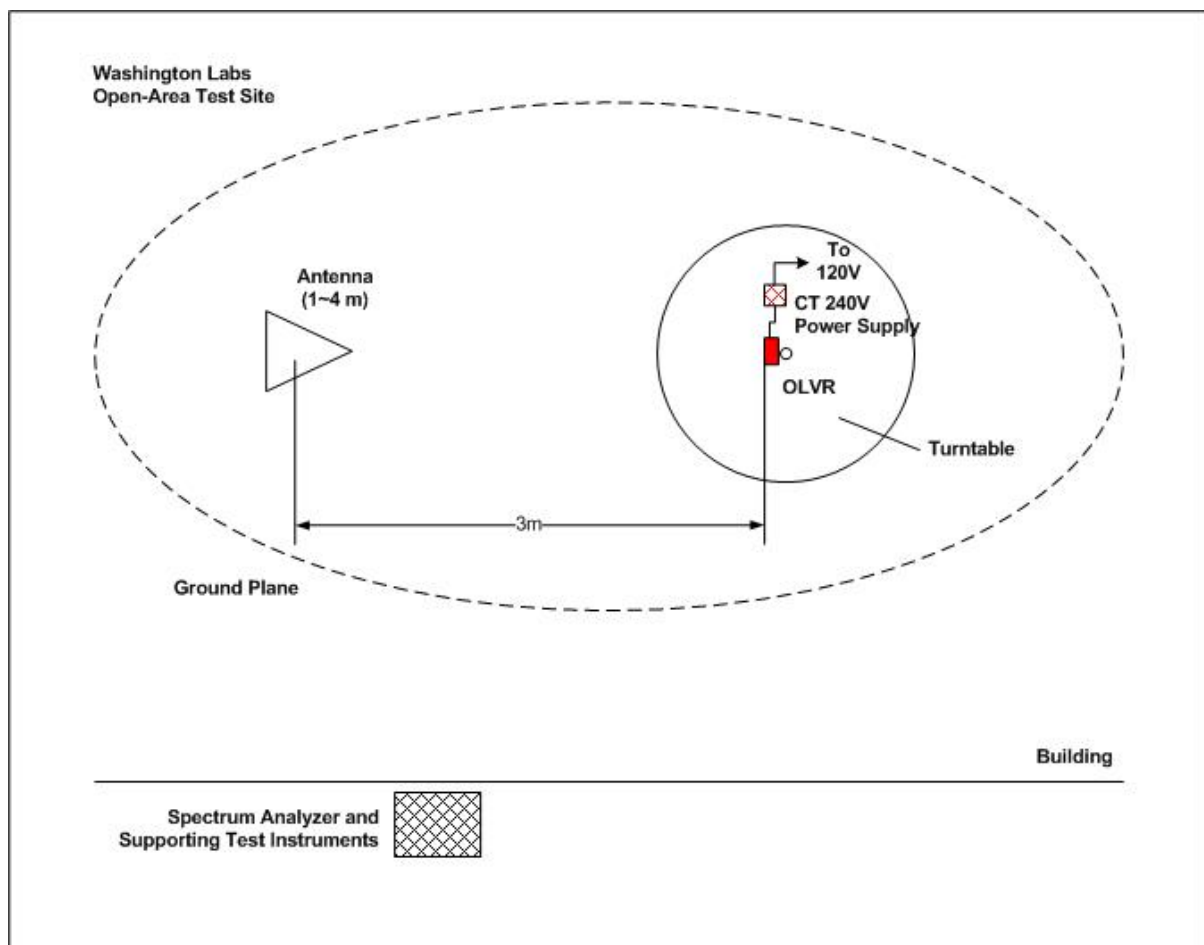 Washington Labs
Open-Area Test Site
Antenna
(1~4 m)
To
120V
CT 240V
Power Supply
OLVR
Turntable
3m
Ground Plane
Building
Spectrum Analyzer and
Supporting Test Instruments